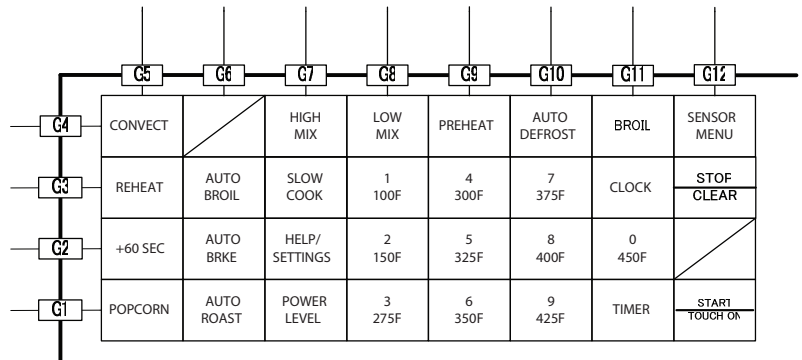 G5 G6 G7 G8 G9 G10 G11 G12
G4 CONVECT HIGH MIX LOW MIX PREHEAT AUTO DEFROST BROIL SENSOR MENU
G3 REHEAT AUTO BROIL SLOW COOK 1 100F 4 300F 7 375F CLOCK STOP CLEAR
G2 +60 SEC AUTO BRKE HELP/ SETTINGS 2 150F 5 325F 8 400F 0 450F
G1 POPCORN AUTO ROAST POWER LEVEL 3 275F 6 350F 9 425F TIMER START TOUCH ON